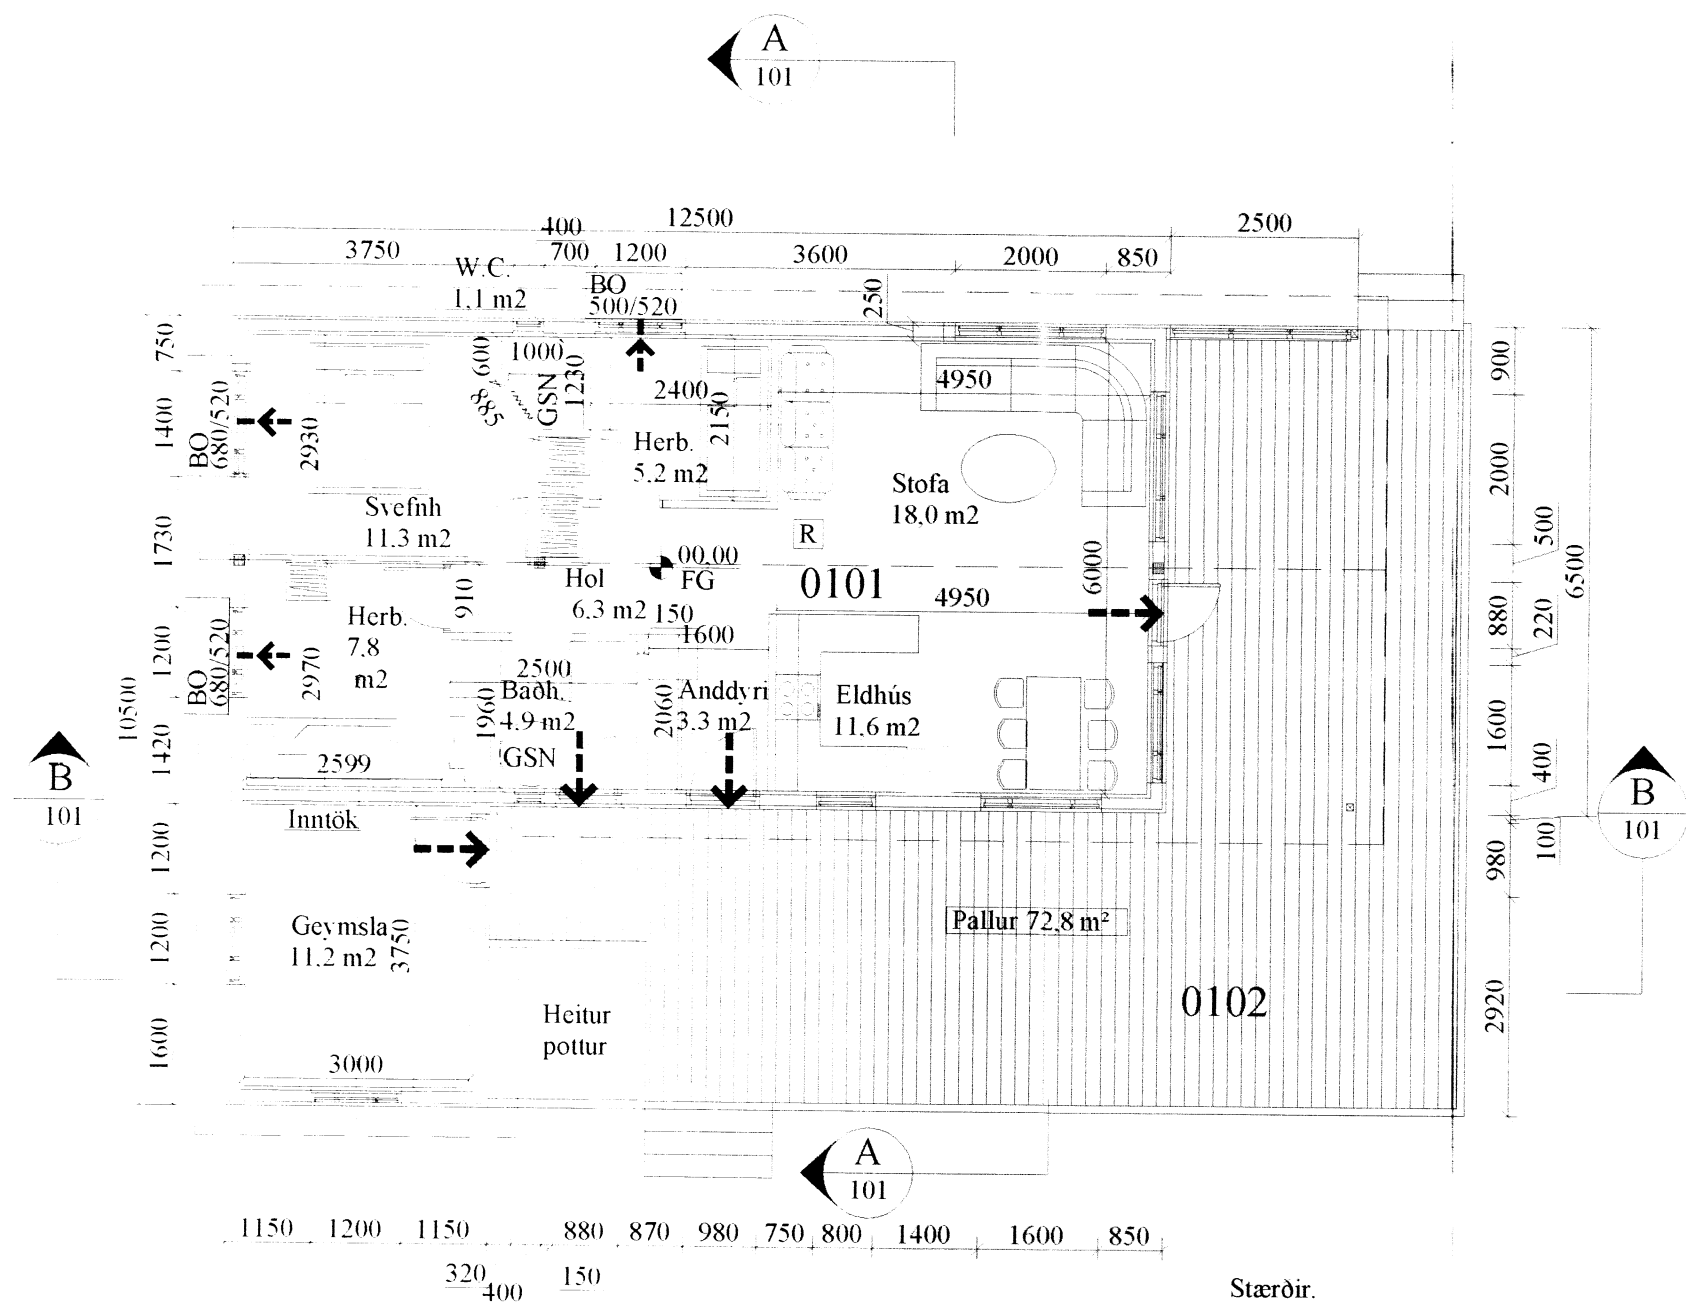 A
101
12500
2500
400
3750
700
1200
3600
2000
850
W.C.
1,1 m2
BO
500/520
250
750
1400
1730
1200
1420
1200
1200
1600
10500
BO
680/520
2930
BO
680/520
2970
600
885
1000
GSN
1230
2400
2150
4950
Herb.
5.2 m2
Stofa
18,0 m2
Svefnh
11.3 m2
R
00.00
FG
0101
Hol
6.3 m2
910
150
1600
4950
6000
Herb.
7,8
m2
2500
Baðh.
4.9 m2
1960
GSN
2060
Anddyri
3.3 m2
Eldhús
11,6 m2
2599
900
2000
500
880
220
6500
1600
400
100
980
2920
B
101
B
101
Inntök
Geymsla
11,2 m2
3750
3000
Heitur
pottur
Pallur 72,8 m²
0102
A
101
1150
1200
1150
880
870
980
750
800
1400
1600
850
320
400
150
Stærðir.